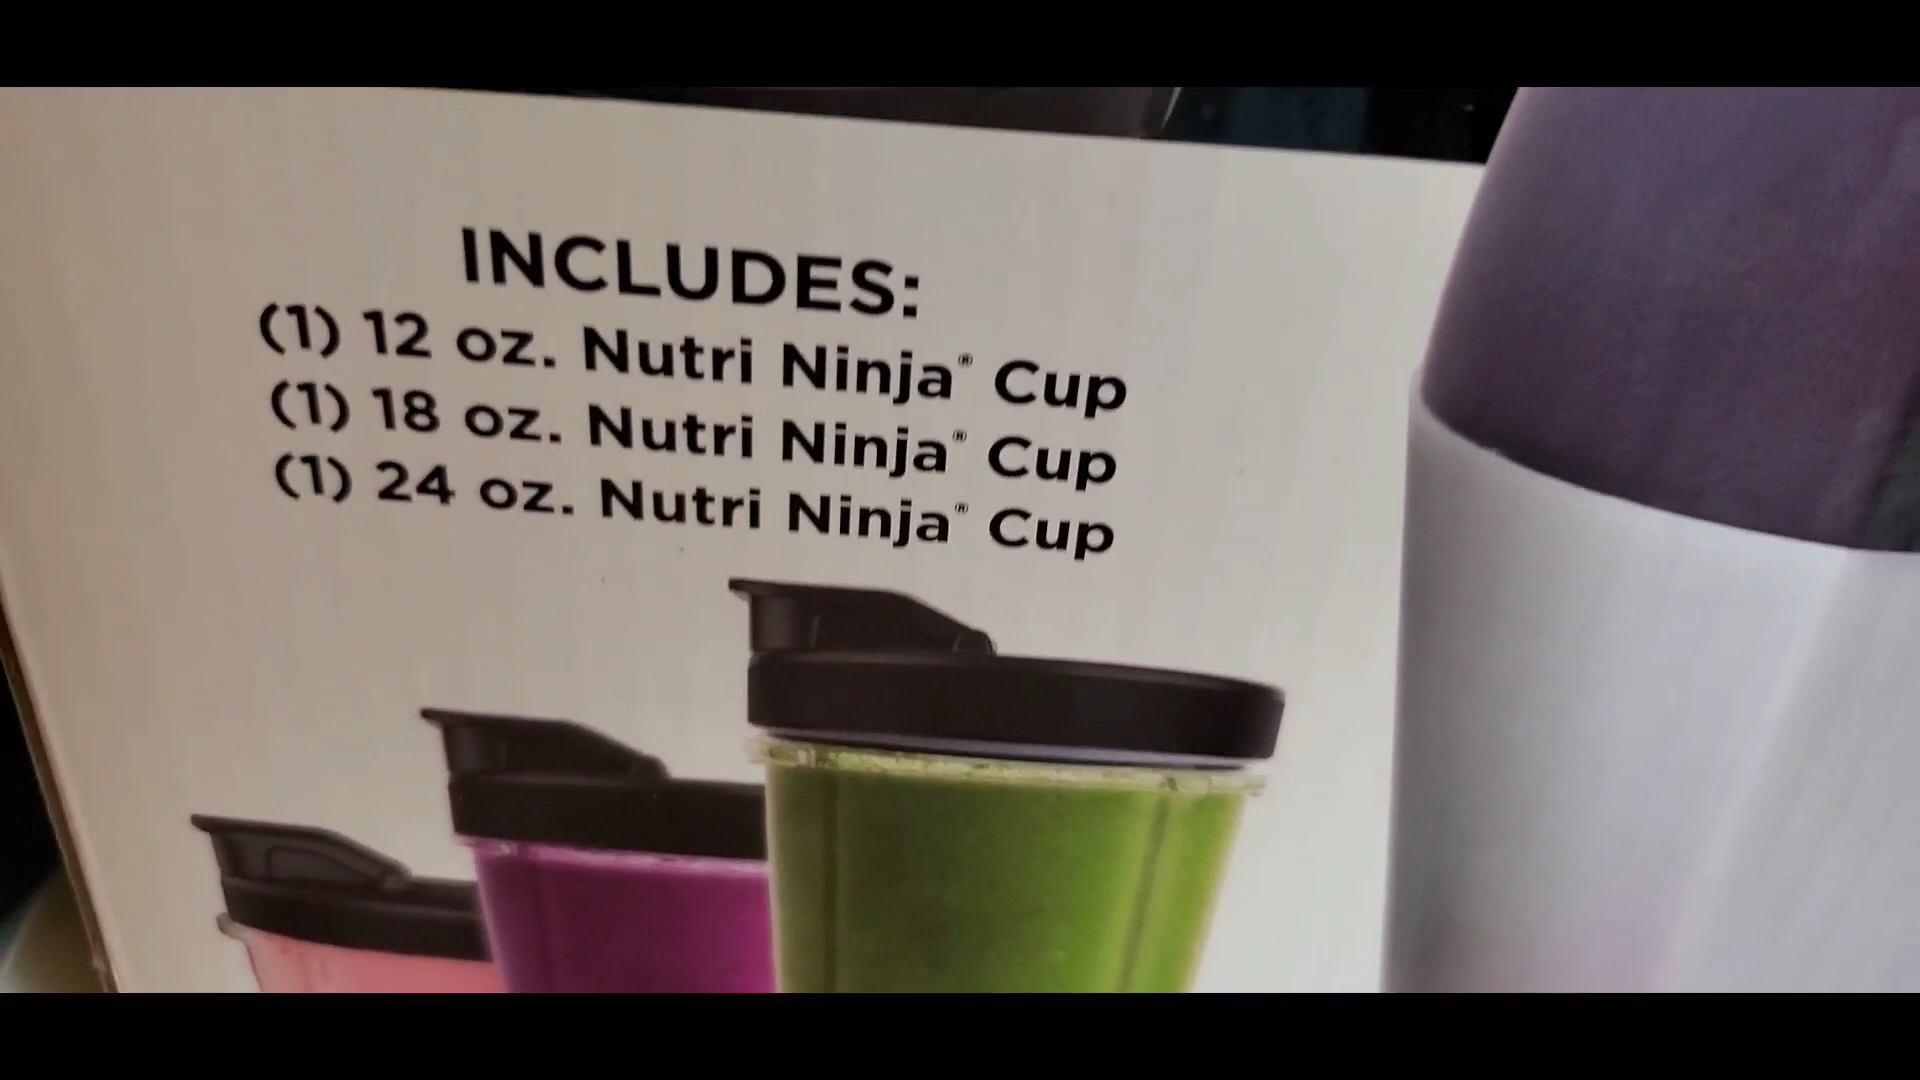 INCLUDES:
(1) 12 oz. Nutri Ninja® Cup
(1) 18 oz. Nutri Ninja® Cup
(1) 24 oz. Nutri Ninja® Cup